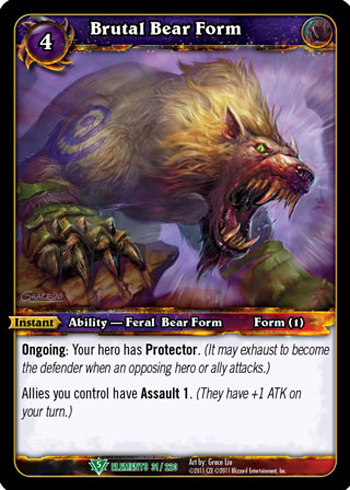 4
Brutal Bear Form
Instant Ability — Feral Bear Form Form (1)
Ongoing: Your hero has Protector. (It may exhaust to become
the defender when an opposing hero or ally attacks.)
Allies you control have Assault 1. (They have +1 ATK on
your turn.)
ELEMENTS 31/220
Art by: Grace Liu
©2011 CZE ©2011 Blizzard Entertainment, Inc.